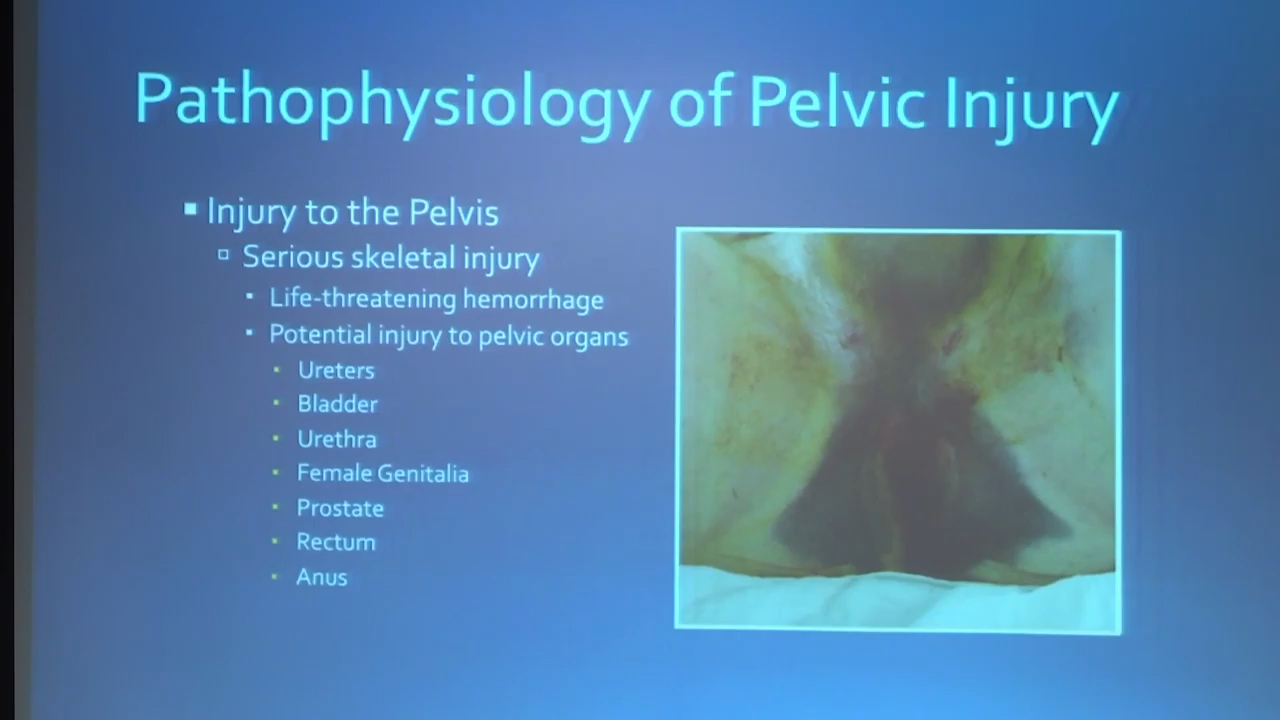 Pathophysiology of Pelvic Injury
Injury to the Pelvis
Serious skeletal injury
Life-threatening hemorrhage
Potential injury to pelvic organs
Ureters
Bladder
Urethra
Female Genitalia
Prostate
Rectum
Anus